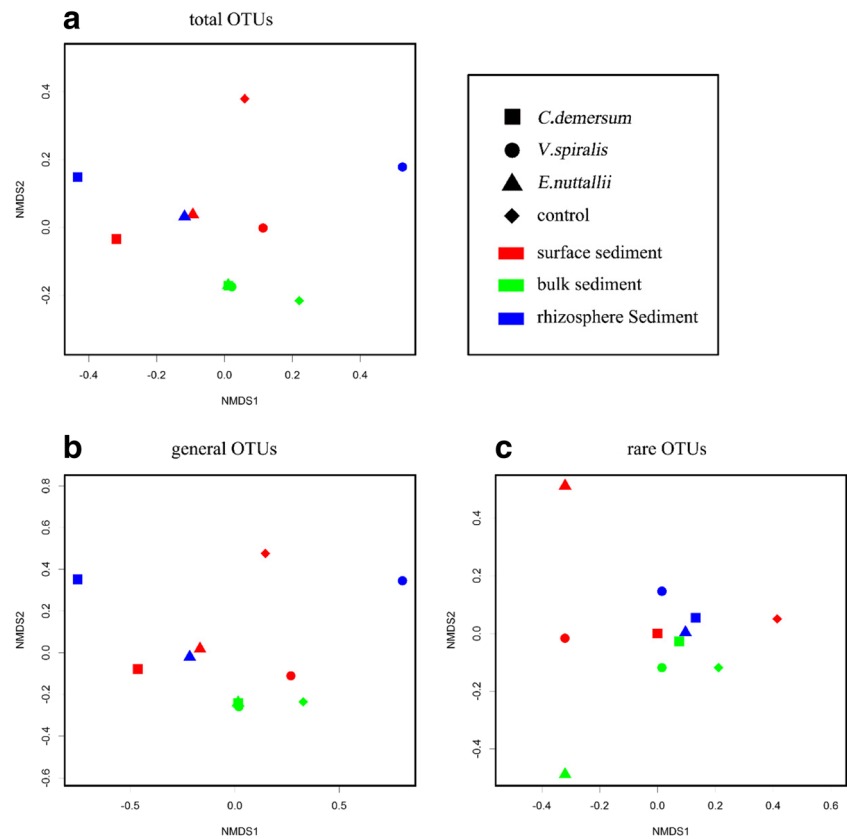 a
total OTUs
0.4
0.2
0.0
-0.2
NMDS2
-0.4
-0.2
0.0
0.2
0.4
NMDS1
C.demersum
V.spiralis
E.nuttallii
control
surface sediment
bulk sediment
rhizosphere Sediment
b
general OTUs
0.8
0.6
0.4
0.2
0.0
-0.2
-0.4
-0.6
NMDS2
-0.5
0.0
0.5
NMDS1
c
rare OTUs
0.4
0.2
0.0
-0.2
-0.4
NMDS2
-0.4
-0.2
0.0
0.2
0.4
0.6
NMDS1